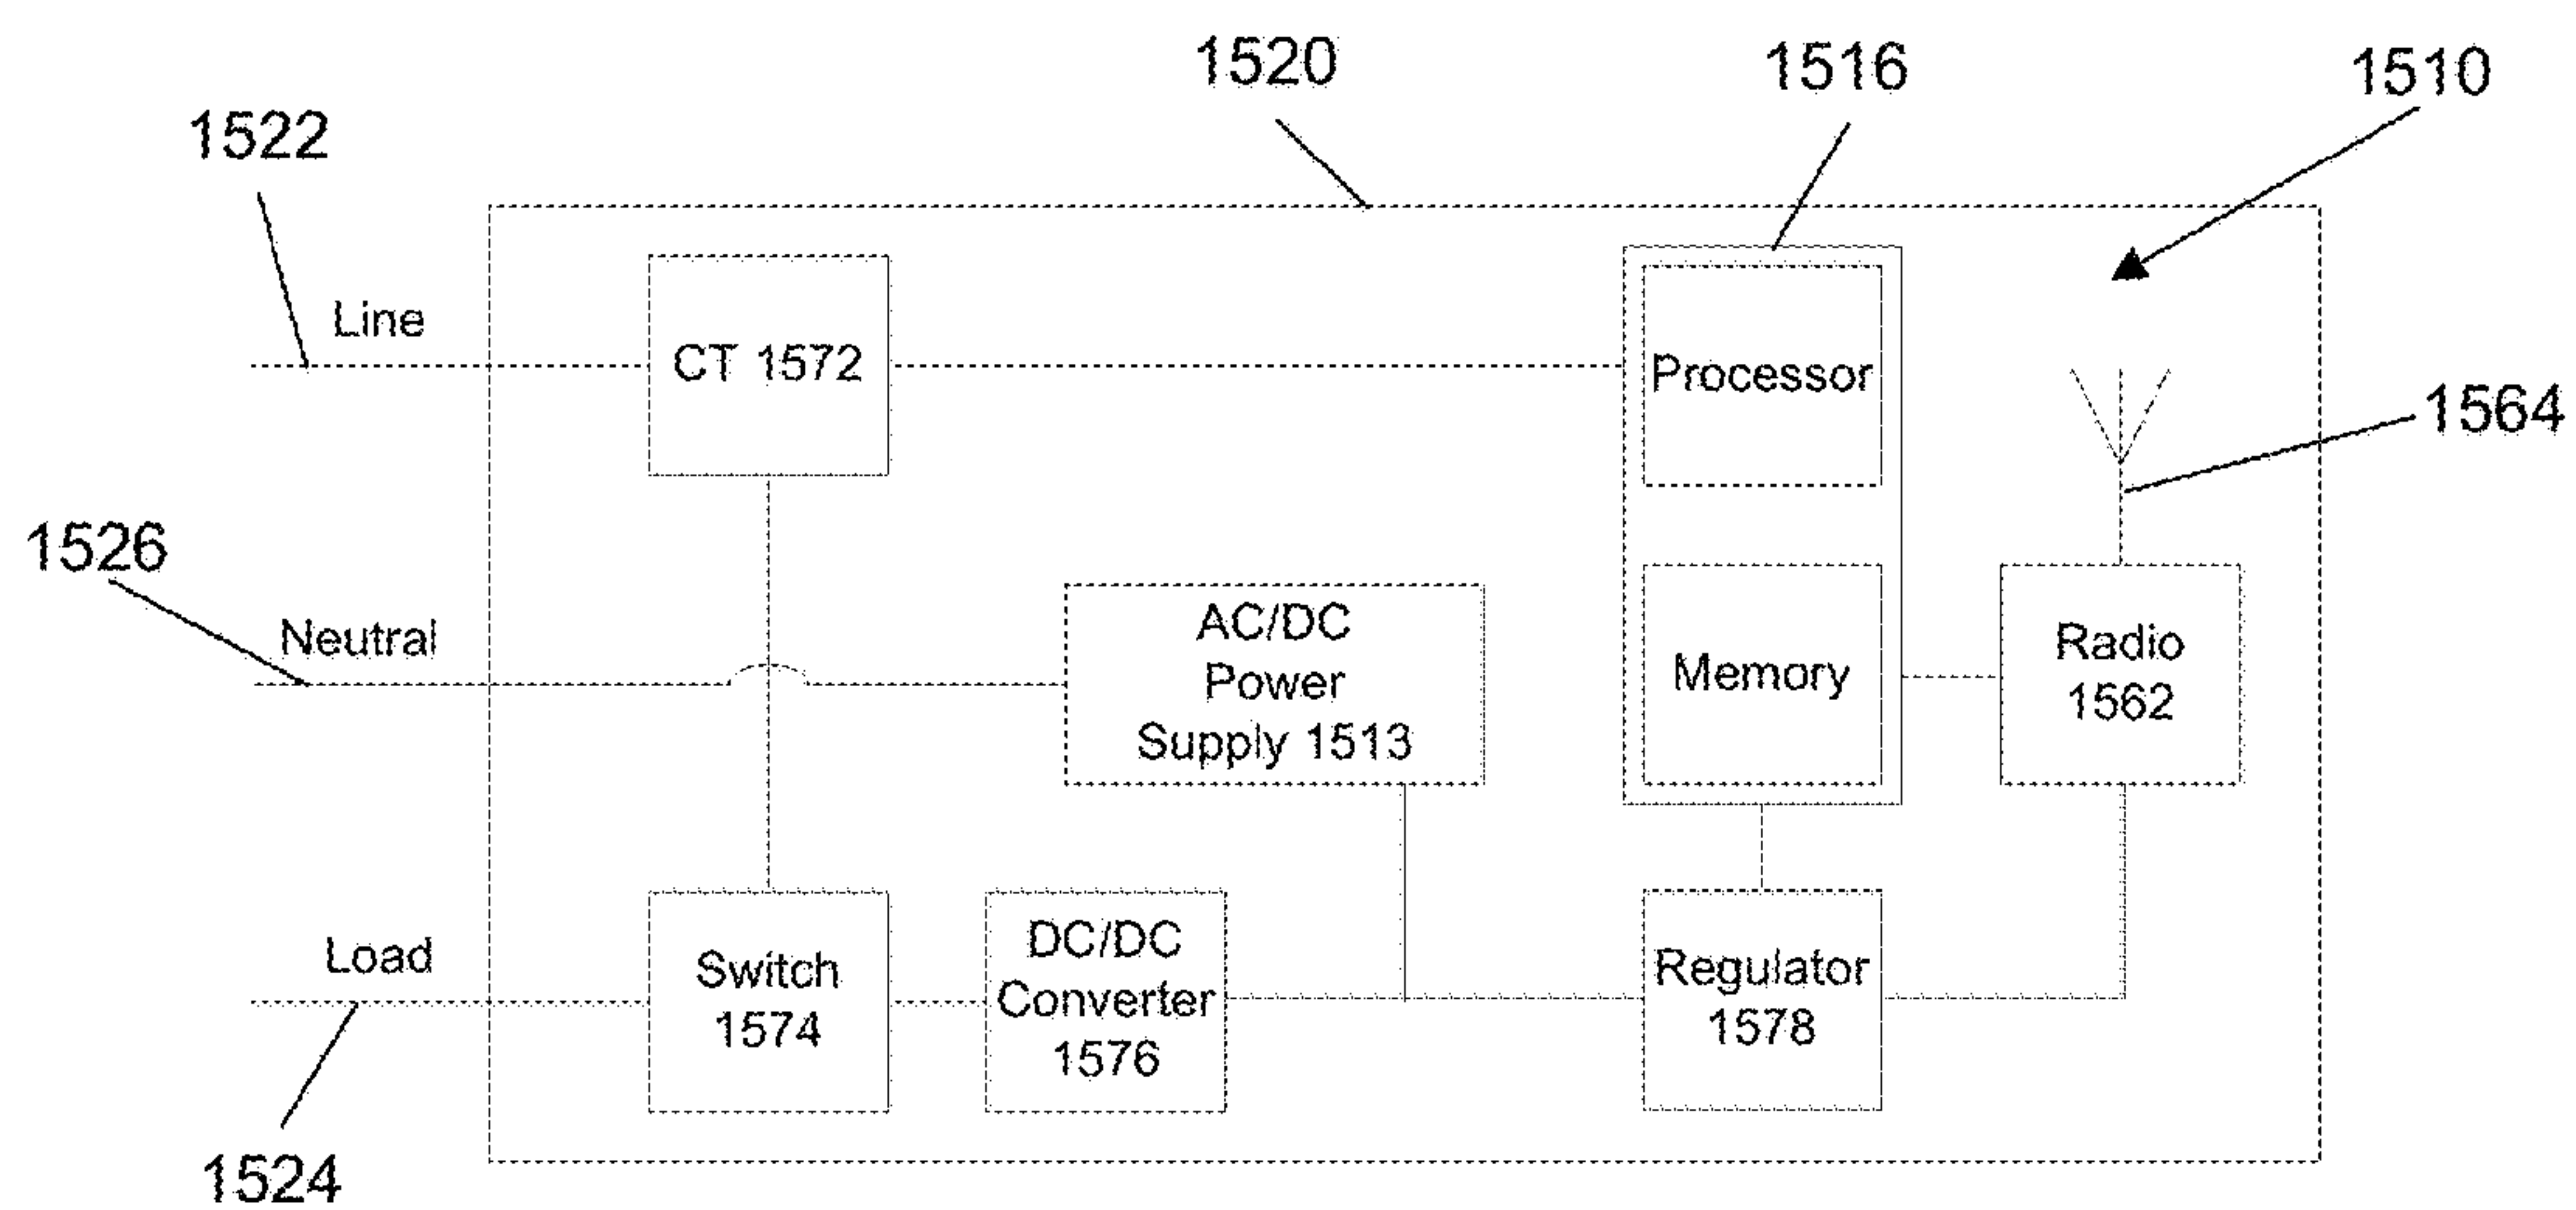 1520
1516
1510
1522
Line
CT 1572
Processor
1564
1526
Neutral
AC/DC
Power
Supply 1513
Memory
Radio
1562
Load
Switch
1574
DC/DC
Converter
1576
Regulator
1578
1524